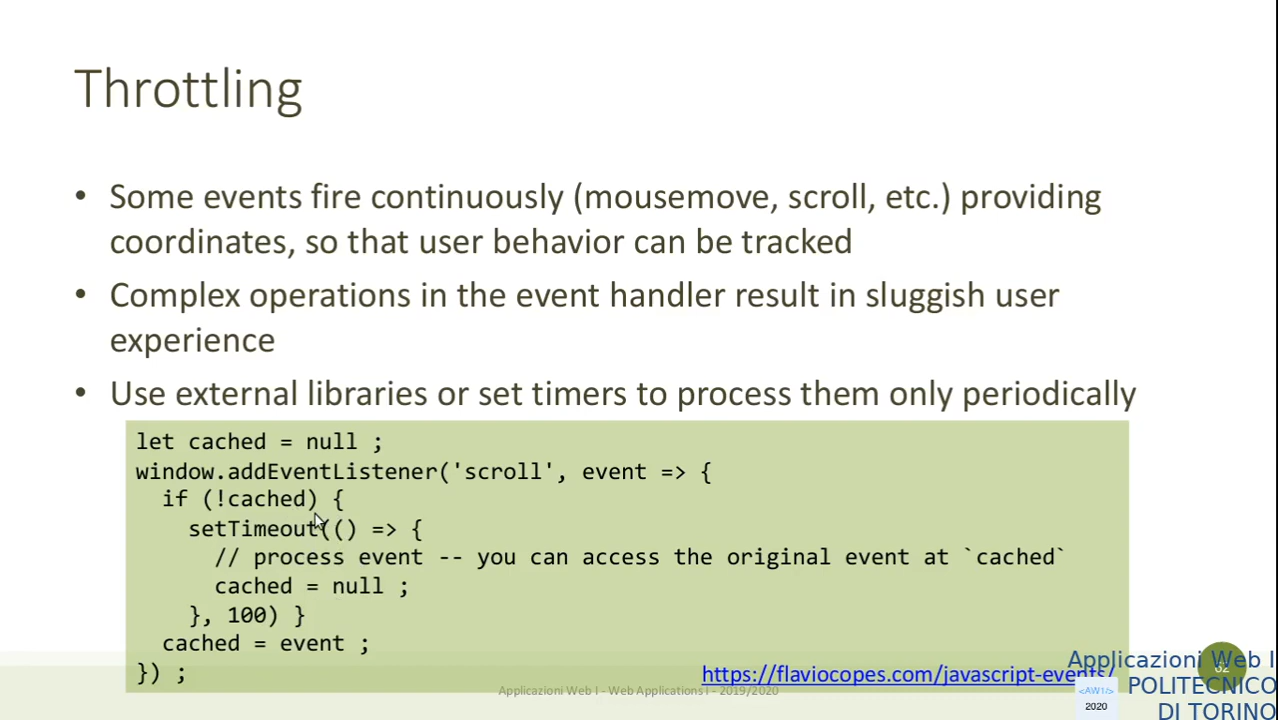 Throttling
• Some events fire continuously (mousemove, scroll, etc.) providing
coordinates, so that user behavior can be tracked
• Complex operations in the event handler result in sluggish user
experience
• Use external libraries or set timers to process them only periodically
let cached = null ;
window.addEventListener('scroll', event => {
  if (!cached) {
    setTimeout(() => {
      // process event -- you can access the original event at `cached`
      cached = null ;
    }, 100) }
  cached = event ;
}) ;
https://flaviocopes.com/javascript-events/
Applicazioni Web I - Web Applications I - 2019/2020
62
Applicazioni Web I
POLITECNICO
DI TORINO
<AW1/>
2020